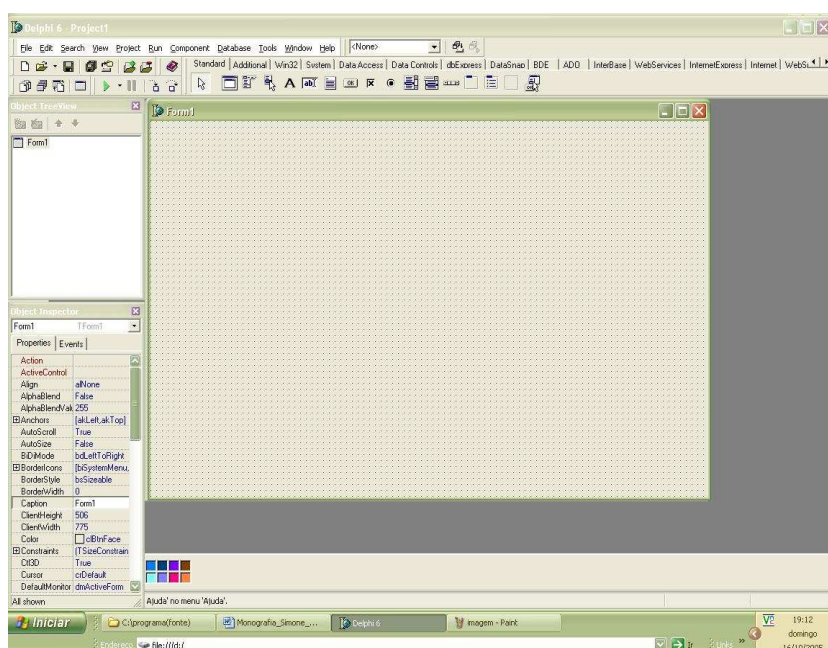 Delphi 6 - Project1
File Edit Search View Project Run Component Database Tools Window Help <None>
Standard Additional Win32 System Data Access Data Controls dbExpress DataSnap BDE ADO InterBase WebServices InternetExpress Internet
Object TreeView
Form1
Form1
Object Inspector
Form1 TForm1
Properties Events
Action
ActiveControl
Align alNone
AlphaBlend False
AlphaBlendVal 255
Anchors [akLeft,akTop]
AutoScroll True
AutoSize False
BiDiMode bdLeftToRight
BorderIcons [biSystemMenu,
BorderStyle bsSizeable
BorderWidth 0
Caption Form1
ClientHeight 506
ClientWidth 775
Color clBtnFace
Constraints (TSizeConstrain
Ctl3D True
Cursor crDefault
DefaultMonitor dmActiveForm
All shown
Ajuda' no menu 'Ajuda'.
Iniciar C:\programa(fonte) Monografia_Simone_... Delphi 6 imagem - Paint 19:12
domingo
Endereço file:///d:/ Ir Links » 16/10/2005